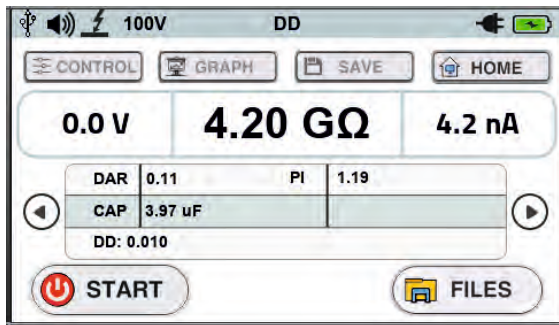 100V DD
CONTROL GRAPH SAVE HOME
0.0 V 4.20 GΩ 4.2 nA
DAR 0.11 PI 1.19
CAP 3.97 uF
DD: 0.010
START FILES